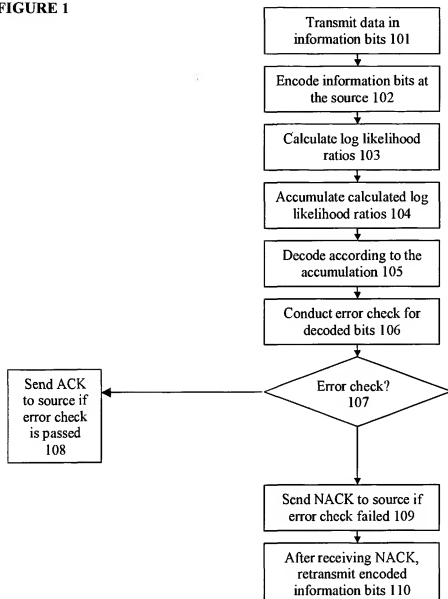 FIGURE 1
Transmit data in
information bits 101
Encode information bits at
the source 102
Calculate log likelihood
ratios 103
Accumulate calculated log
likelihood ratios 104
Decode according to the
accumulation 105
Conduct error check for
decoded bits 106
Error check?
107
Send ACK
to source if
error check
is passed
108
Send NACK to source if
error check failed 109
After receiving NACK,
retransmit encoded
information bits 110